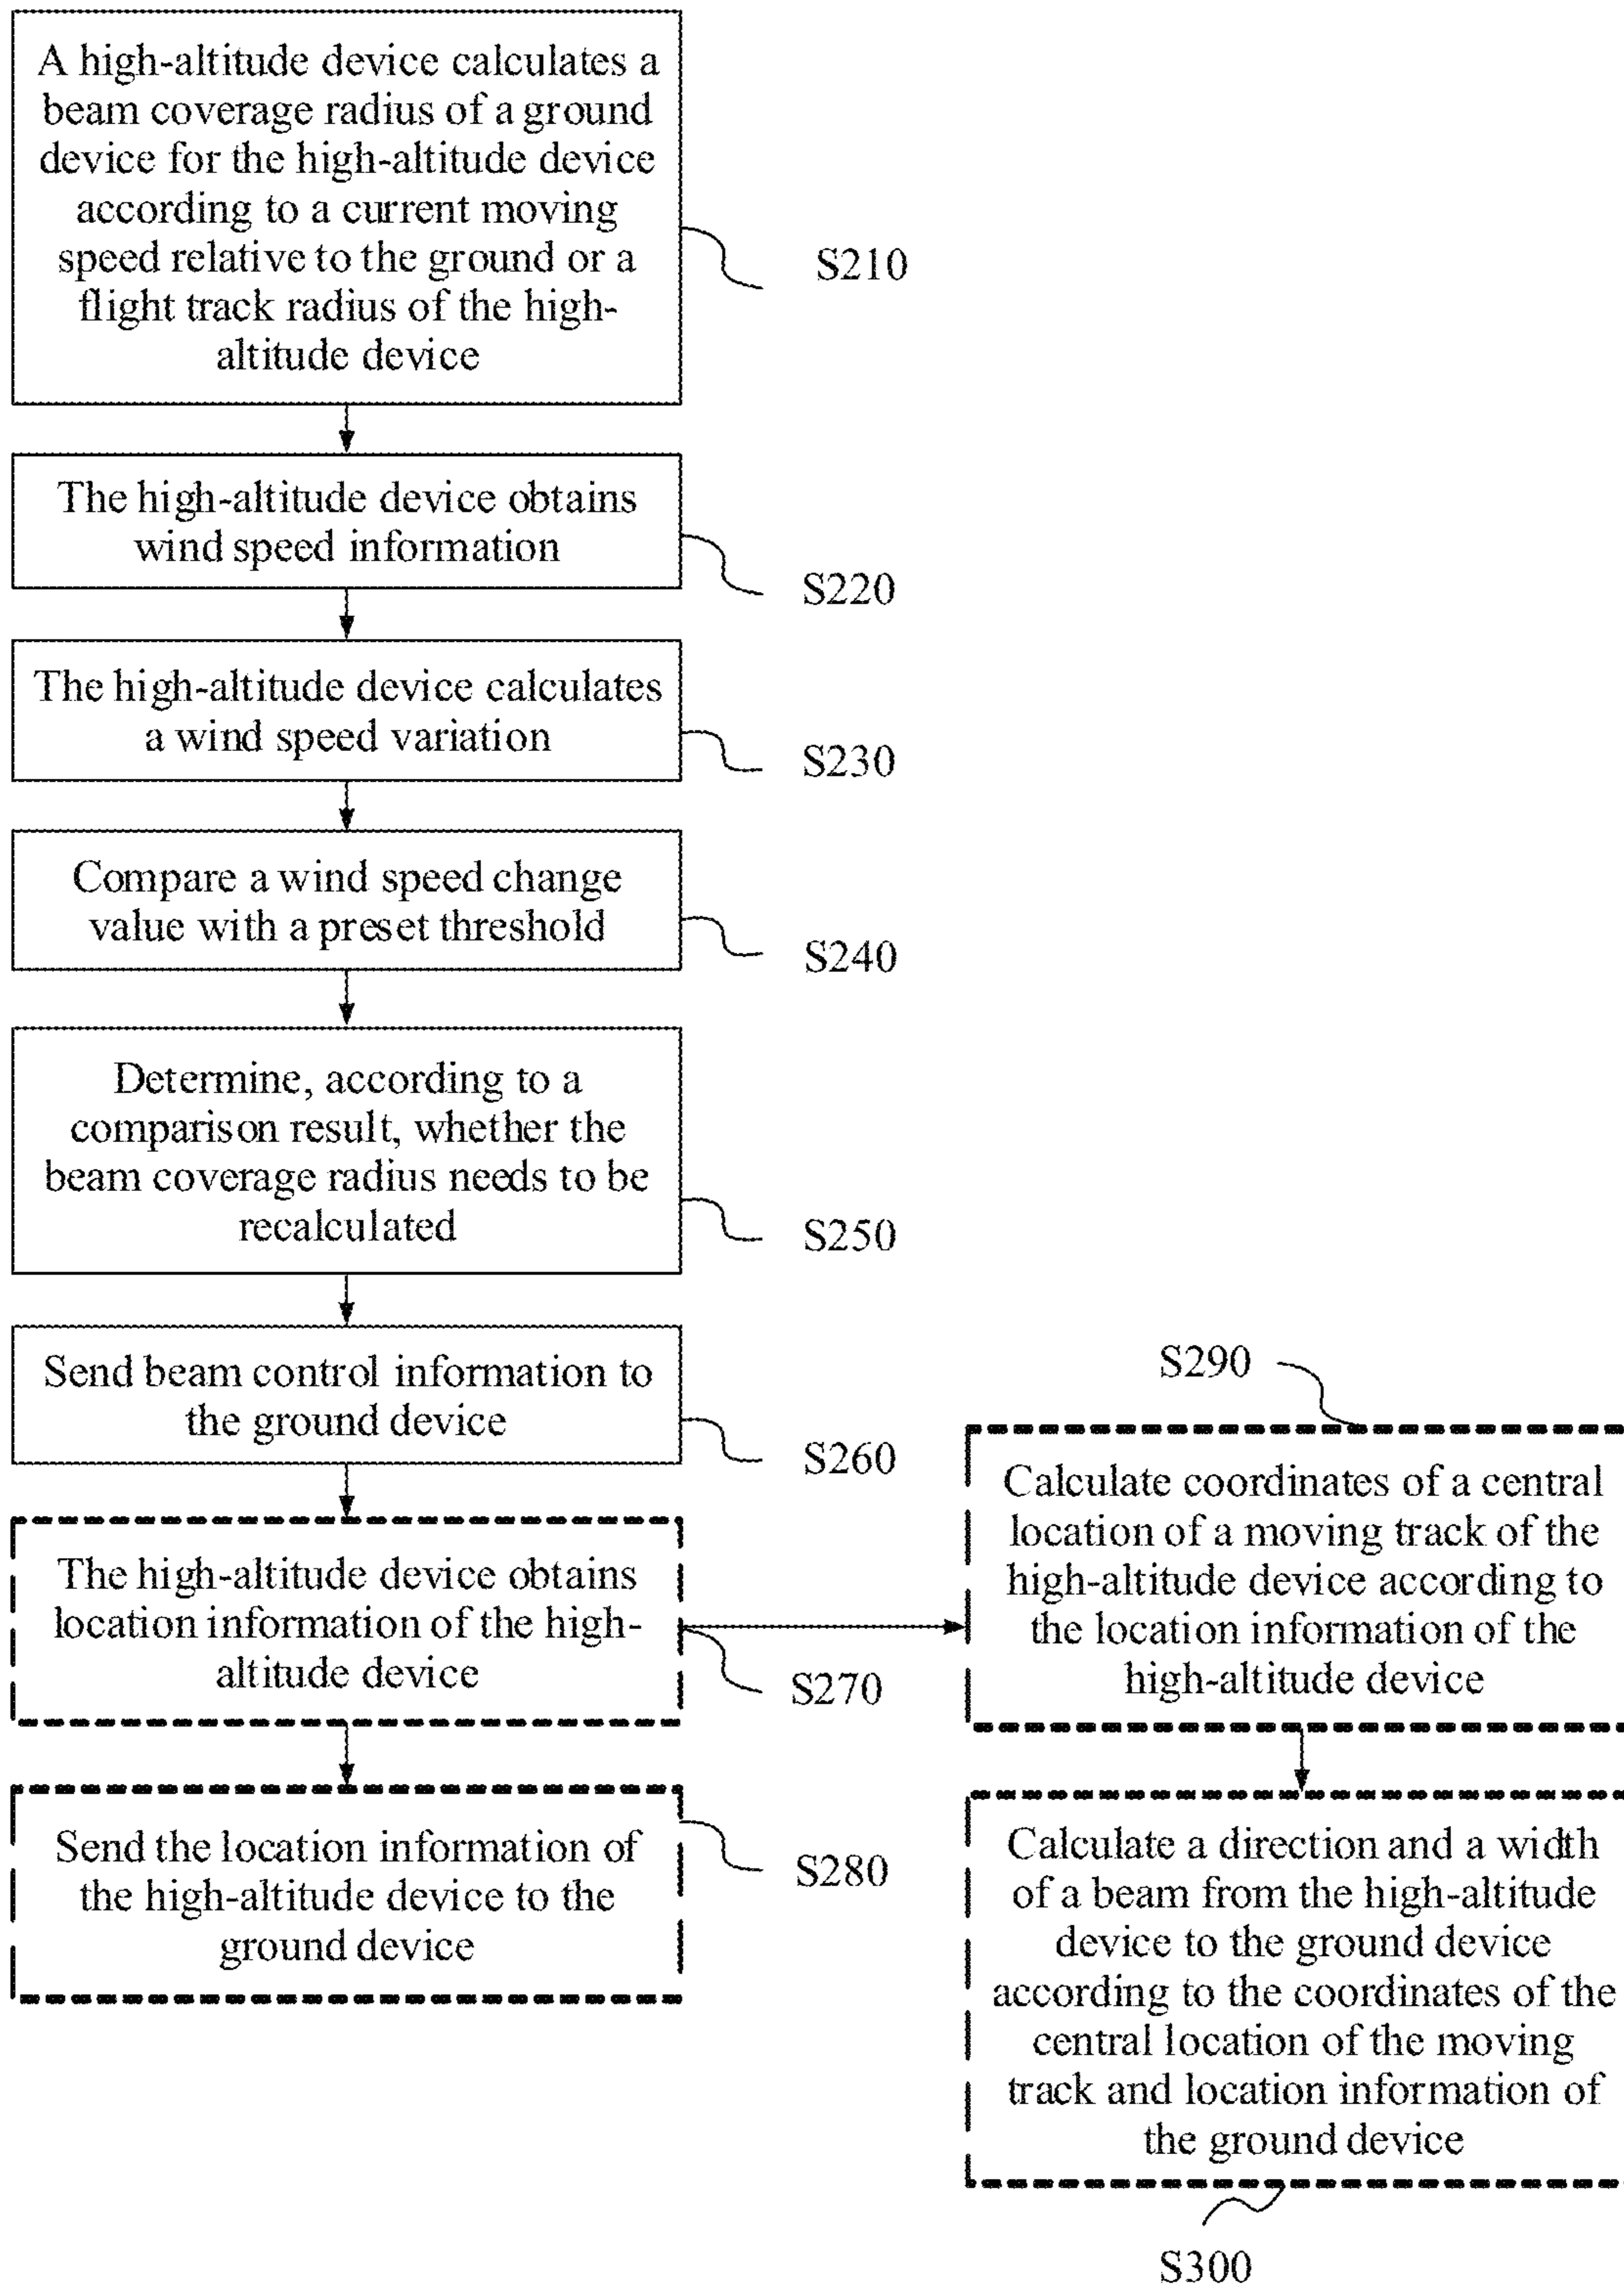 A high-altitude device calculates a
beam coverage radius of a ground
device for the high-altitude device
according to a current moving
speed relative to the ground or a
flight track radius of the high-
altitude device
S210
The high-altitude device obtains
wind speed information
S220
The high-altitude device calculates
a wind speed variation
S230
Compare a wind speed change
value with a preset threshold
S240
Determine, according to a
comparison result, whether the
beam coverage radius needs to be
recalculated
S250
Send beam control information to
the ground device
S260
The high-altitude device obtains
location information of the high-
altitude device
S270
Send the location information of
the high-altitude device to the
ground device
S280
S290
Calculate coordinates of a central
location of a moving track of the
high-altitude device according to
the location information of the
high-altitude device
Calculate a direction and a width
of a beam from the high-altitude
device to the ground device
according to the coordinates of the
central location of the moving
track and location information of
the ground device
S300